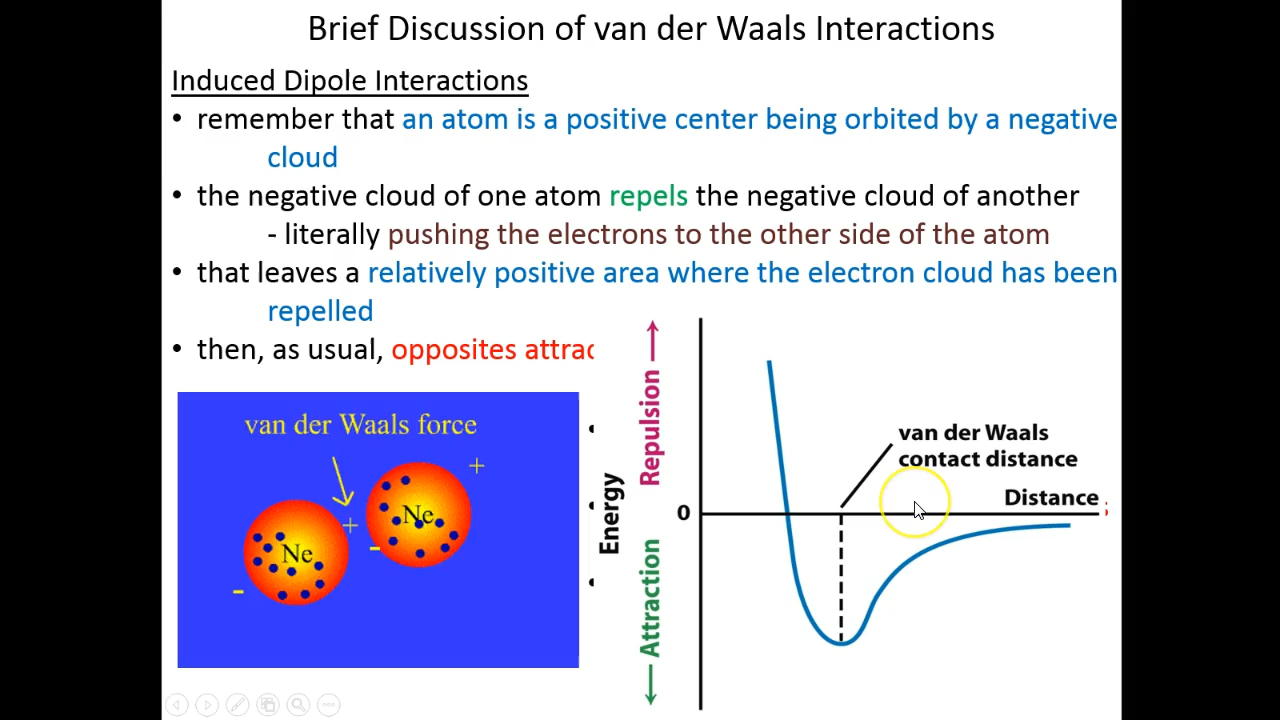 Brief Discussion of van der Waals Interactions
Induced Dipole Interactions
• remember that an atom is a positive center being orbited by a negative
cloud
• the negative cloud of one atom repels the negative cloud of another
- literally pushing the electrons to the other side of the atom
• that leaves a relatively positive area where the electron cloud has been
repelled
• then, as usual, opposites attrac
van der Waals force
+
Ne
+
-
Ne
-
Energy
← Attraction
Repulsion →
0
van der Waals
contact distance
Distance